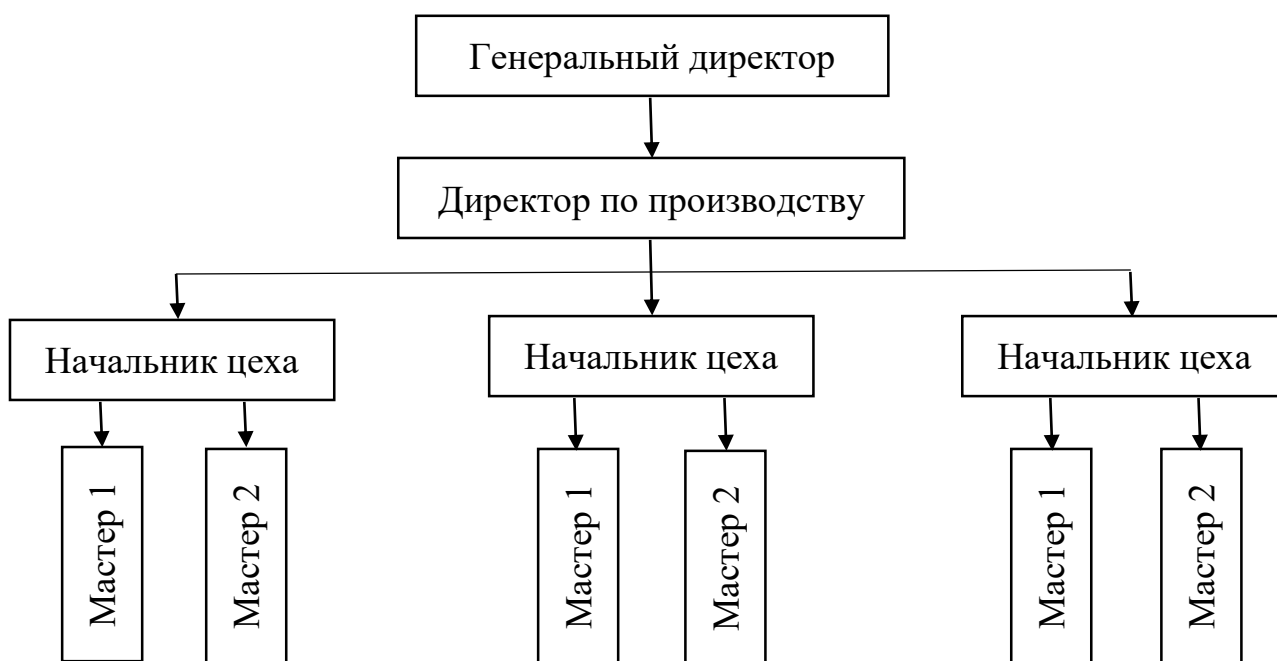 Генеральный директор
Директор по производству
Начальник цеха
Начальник цеха
Начальник цеха
Мастер 1
Мастер 2
Мастер 1
Мастер 2
Мастер 1
Мастер 2